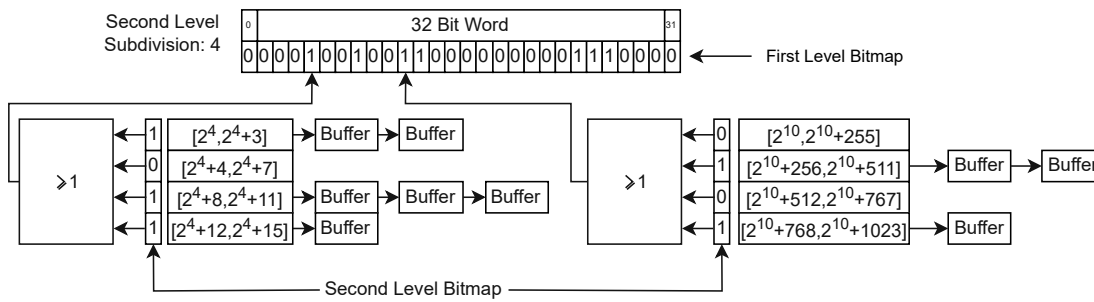 Second Level
Subdivision: 4
0 32 Bit Word 31
0 0 0 0 1 0 0 1 0 0 1 1 0 0 0 0 0 0 0 0 0 1 1 1 0 0 0 0
First Level Bitmap
≥1
1 [2^4,2^4+3] Buffer Buffer
0 [2^4+4,2^4+7]
1 [2^4+8,2^4+11] Buffer Buffer Buffer
1 [2^4+12,2^4+15] Buffer
≥1
0 [2^10,2^10+255]
1 [2^10+256,2^10+511] Buffer Buffer
0 [2^10+512,2^10+767]
1 [2^10+768,2^10+1023] Buffer
Second Level Bitmap